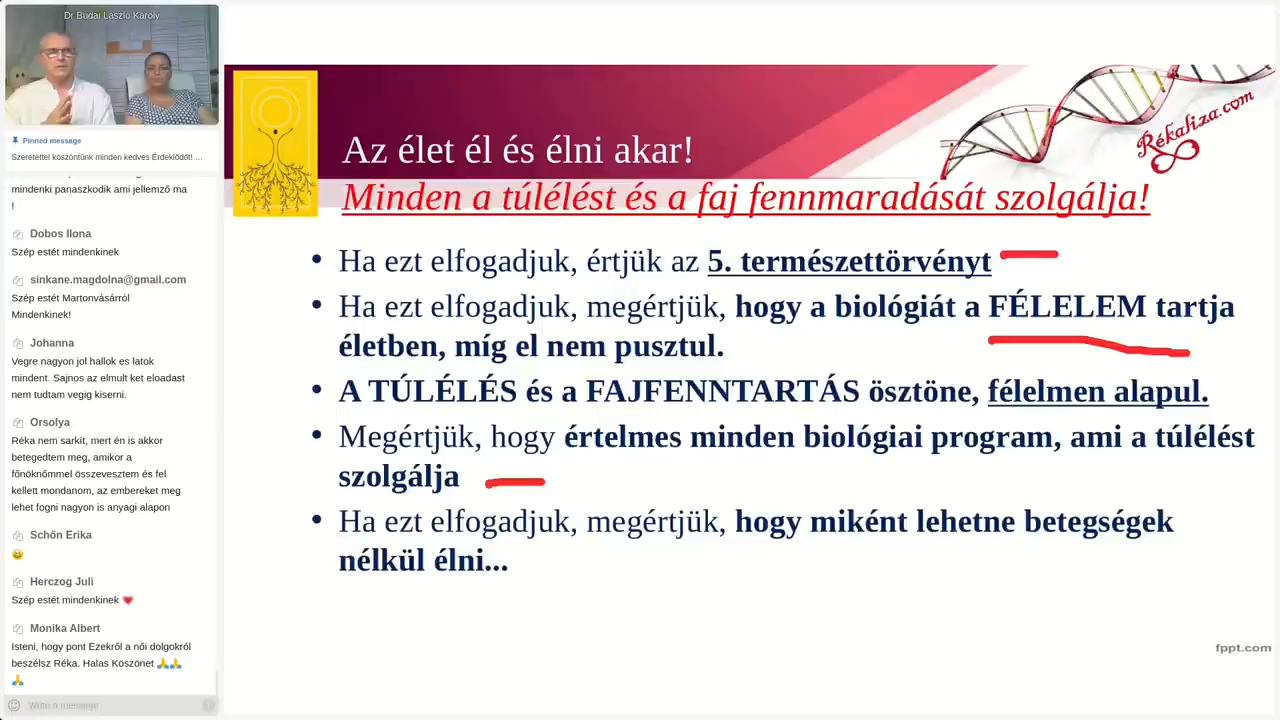 Dr Budai László Károly
Pinned message
Szeretettel köszöntünk minden kedves Érdeklődőt! ...
mindenki panaszkodik ami jellemző ma
!
Dobos Ilona
Szép estét mindenkinek
sinkane.magdolna@gmail.com
Szép estét Martonvásárról
Mindenkinek!
Johanna
Vegre nagyon jol hallok es latok
mindent. Sajnos az elmult ket eloadast
nem tudtam vegig kiserni.
Orsolya
Réka nem sarkít, mert én is akkor
betegedtem meg, amikor a
főnöknőmmel összevesztem és fel
kellett mondanom, az embereket meg
lehet fogni nagyon is anyagi alapon
Schőn Erika
Herczog Juli
Szép estét mindenkinek 💗
Monika Albert
Isteni, hogy pont Ezekről a női dolgokról
beszélsz Réka. Halas Köszönet 🙏🙏
🙏
Write a message
Rékaliza.com
Az élet él és élni akar!
Minden a túlélést és a faj fennmaradását szolgálja!
• Ha ezt elfogadjuk, értjük az 5. természettörvényt
• Ha ezt elfogadjuk, megértjük, hogy a biológiát a FÉLELEM tartja
életben, míg el nem pusztul.
• A TÚLÉLÉS és a FAJFENNTARTÁS ösztöne, félelmen alapul.
• Megértjük, hogy értelmes minden biológiai program, ami a túlélést
szolgálja
• Ha ezt elfogadjuk, megértjük, hogy miként lehetne betegségek
nélkül élni...
fppt.com